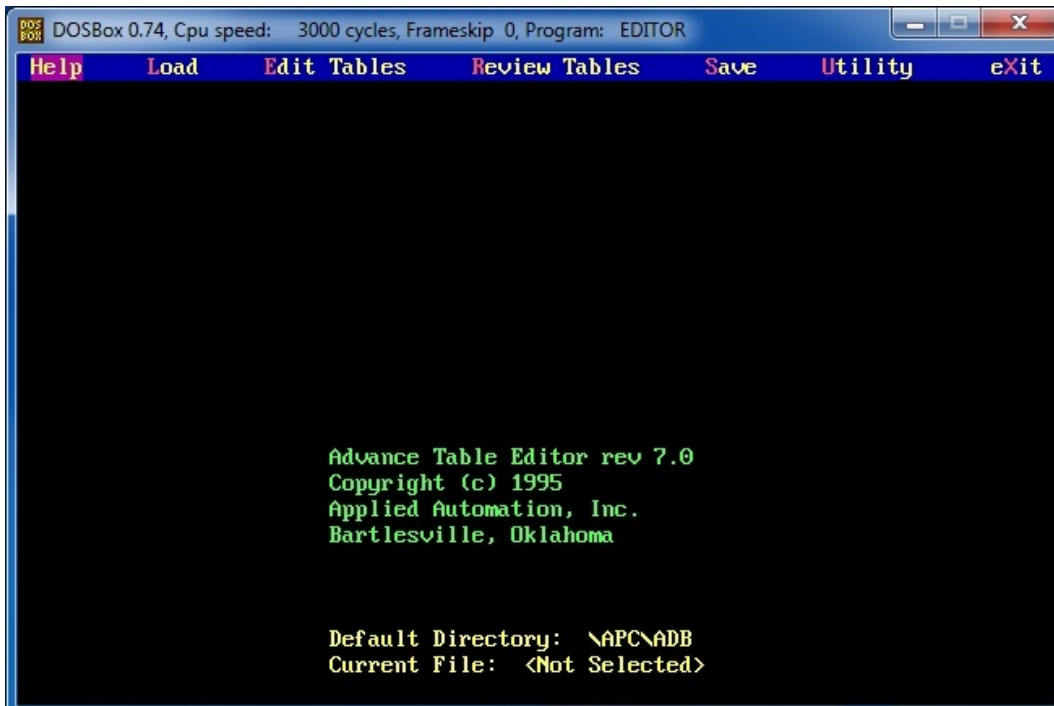 DOS BOX DOSBox 0.74, Cpu speed: 3000 cycles, Frameskip 0, Program: EDITOR
Help Load Edit Tables Review Tables Save Utility eXit
Advance Table Editor rev 7.0
Copyright (c) 1995
Applied Automation, Inc.
Bartlesville, Oklahoma
Default Directory: \APC\ADB
Current File: <Not Selected>